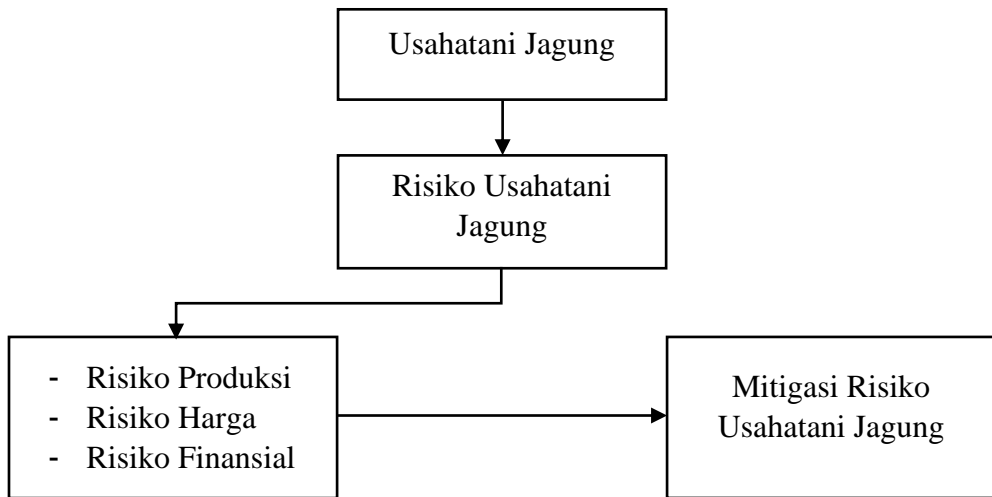 Usahatani Jagung
Risiko Usahatani
Jagung
- Risiko Produksi
- Risiko Harga
- Risiko Finansial
Mitigasi Risiko
Usahatani Jagung